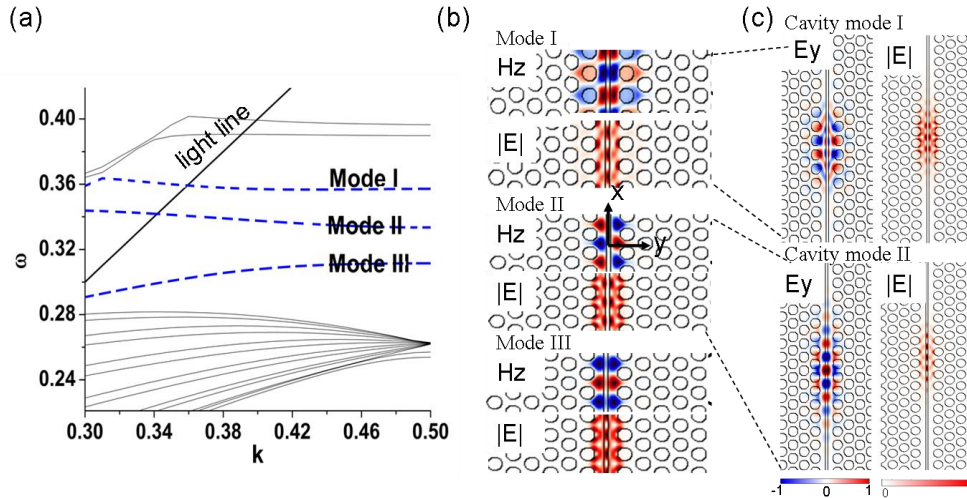 (a)
0.40
0.36
0.32
0.28
0.24
ω
light line
Mode I
Mode II
Mode III
0.30 0.34 0.38 0.42 0.46 0.50
k
(b)
Mode I
Hz
|E|
Mode II
x
Hz
y
|E|
Mode III
Hz
|E|
(c)
Cavity mode I
Ey |E|
Cavity mode II
Ey |E|
-1 0 1 0